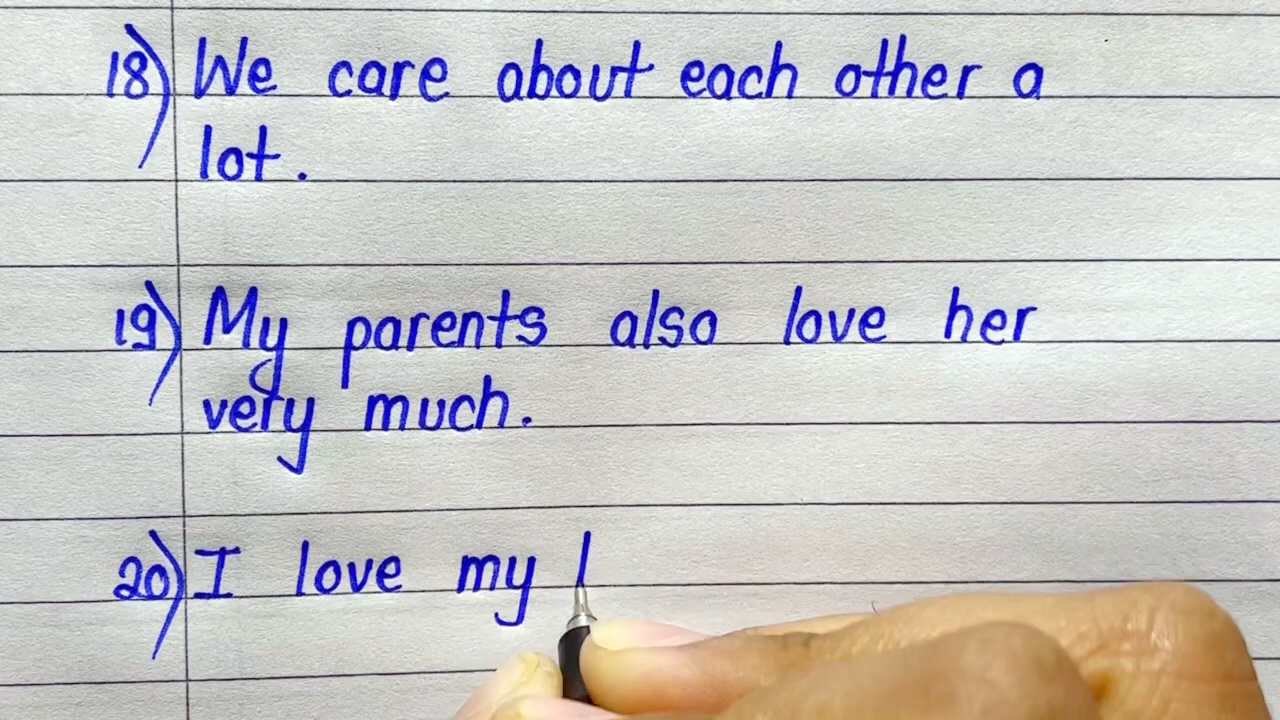 18) We care about each other a
lot.
19) My parents also love her
very much.
20) I love my